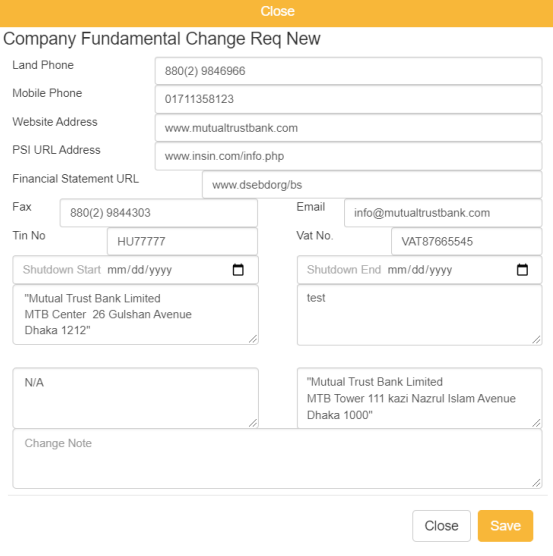 Close
Company Fundamental Change Req New
Land Phone 880(2) 9846966
Mobile Phone 01711358123
Website Address www.mutualtrustbank.com
PSI URL Address www.insin.com/info.php
Financial Statement URL www.dsebdorg/bs
Fax 880(2) 9844303 Email info@mutualtrustbank.com
Tin No HU77777 Vat No. VAT87665545
Shutdown Start mm/dd/yyyy Shutdown End mm/dd/yyyy
"Mutual Trust Bank Limited
MTB Center 26 Gulshan Avenue
Dhaka 1212"
test
N/A
"Mutual Trust Bank Limited
MTB Tower 111 kazi Nazrul Islam Avenue
Dhaka 1000"
Change Note
Close Save